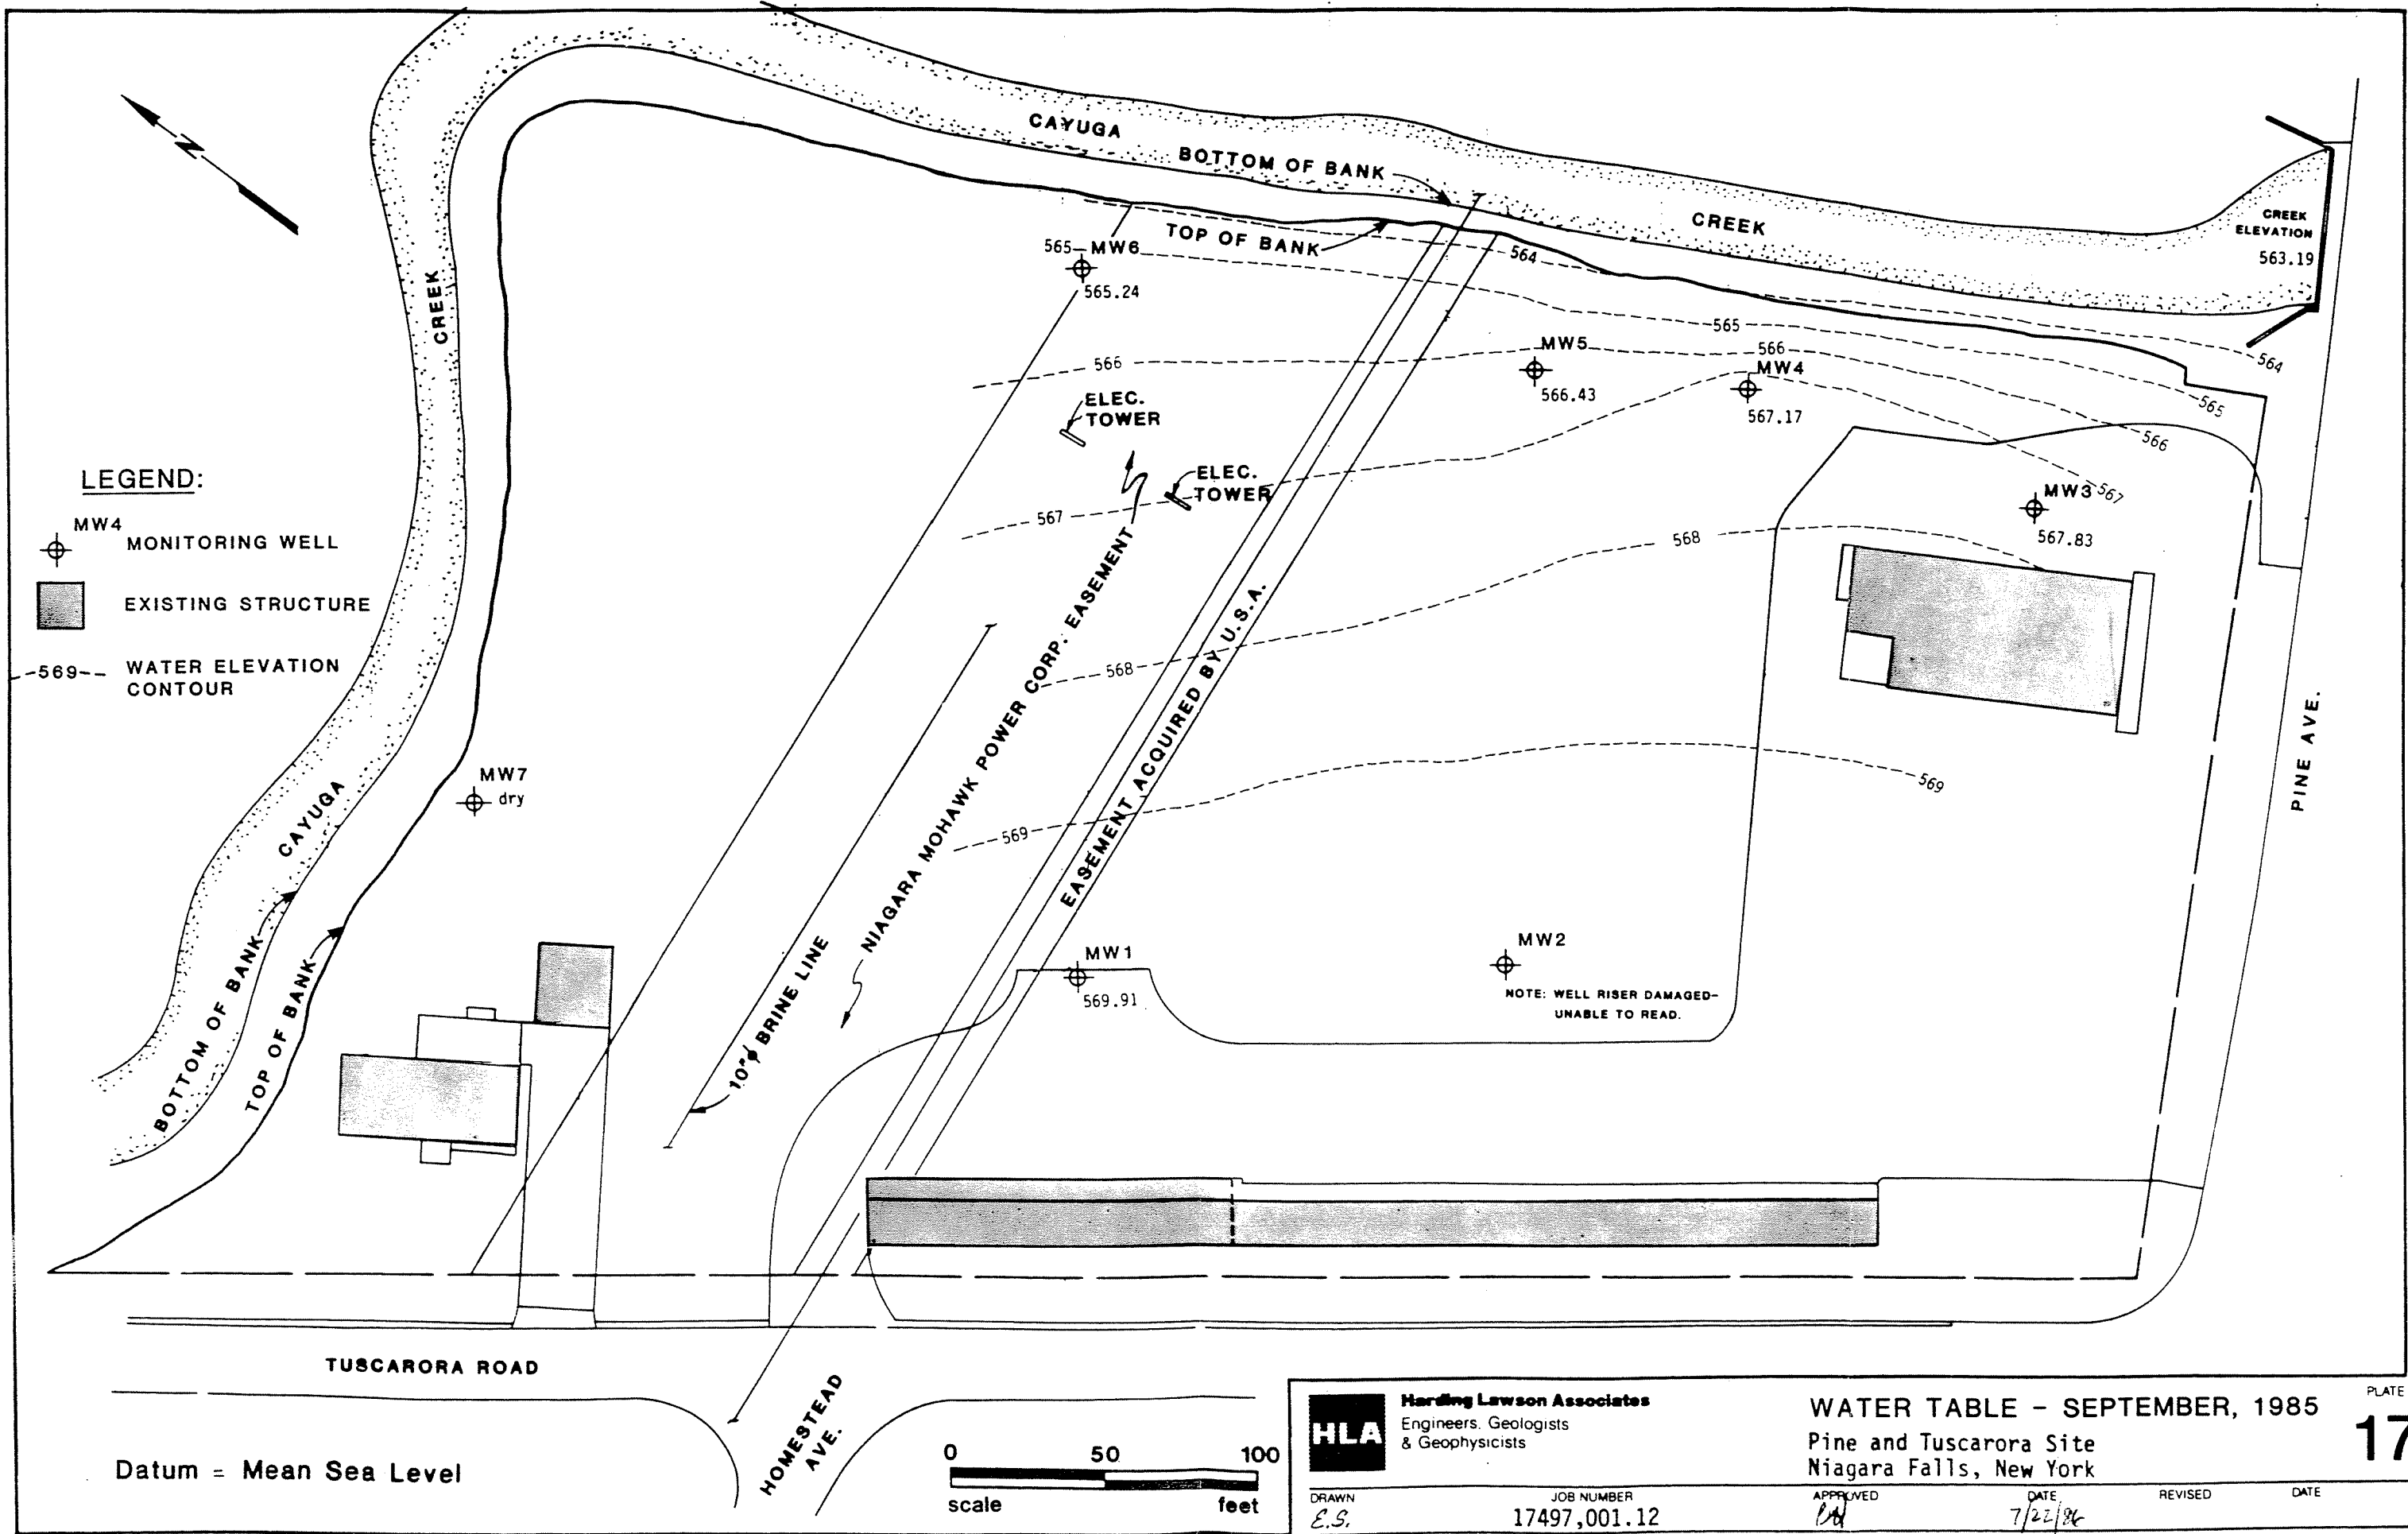 N
CAYUGA
BOTTOM OF BANK
CREEK
CREEK
ELEVATION
563.19
565
MW6
565.24
TOP OF BANK
564
CREEK
565
564
566
MW5
566.43
566
MW4
567.17
565
566
ELEC.
TOWER
ELEC.
TOWER
567
567
MW3
567.83
LEGEND:
MW4
MONITORING WELL
EXISTING STRUCTURE
569
WATER ELEVATION
CONTOUR
568
568
NIAGARA MOHAWK POWER CORP. EASEMENT
EASEMENT ACQUIRED BY U.S.A.
PINE AVE.
MW7
dry
CAYUGA
569
569
BOTTOM OF BANK
TOP OF BANK
10"φ BRINE LINE
MW1
569.91
MW2
NOTE: WELL RISER DAMAGED-
UNABLE TO READ.
TUSCARORA ROAD
HOMESTEAD
AVE.
Datum = Mean Sea Level
0 50 100
scale feet
HLA
Harding Lawson Associates
Engineers, Geologists
& Geophysicists
WATER TABLE - SEPTEMBER, 1985
Pine and Tuscarora Site
Niagara Falls, New York
PLATE
17
DRAWN
E.S.
JOB NUMBER
17497,001.12
APPROVED
DATE
7/22/86
REVISED
DATE